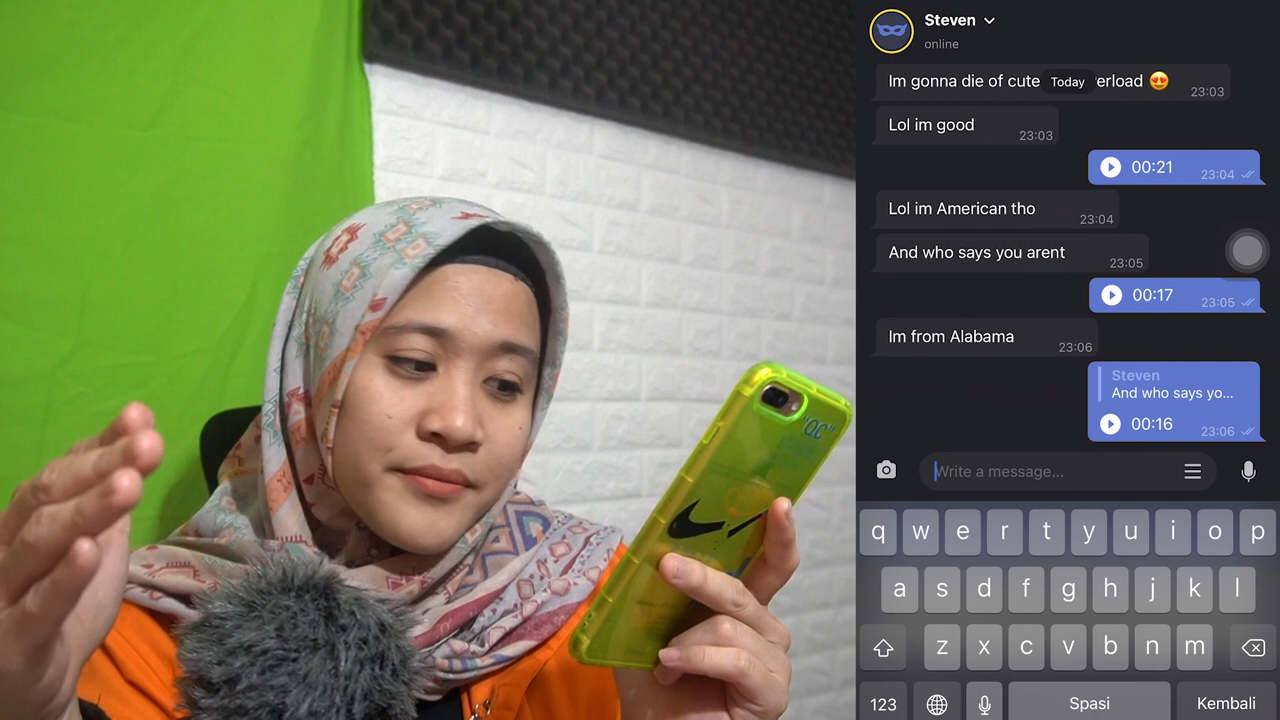 Steven
online
Im gonna die of cute
Today
erload 😍
23:03
Lol im good
23:03
00:21
23:04
Lol im American tho
23:04
And who says you arent
23:05
00:17
23:05
Im from Alabama
23:06
Steven
And who says yo...
00:16
23:06
Write a message...
q w e r t y u i o p
a s d f g h j k l
z x c v b n m
123
Spasi
Kembali
"QC"